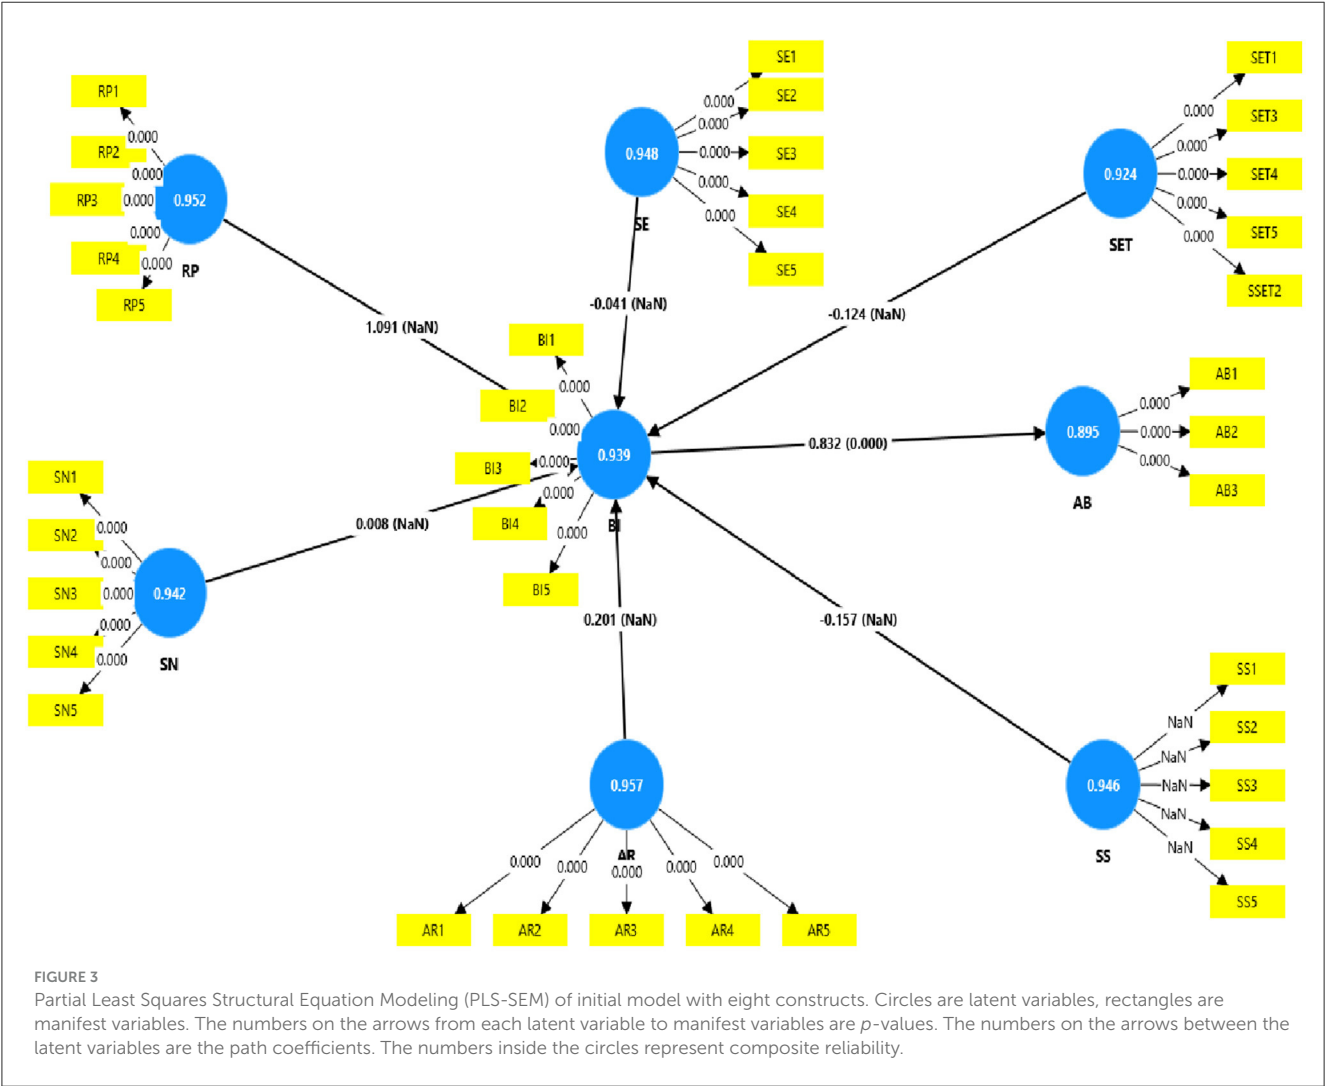 RP1
0.000
RP2
0.000
RP3
0.000
0.952
0.000
RP4
0.000
RP
RP5
SE1
0.000
SE2
0.000
0.948
0.000
SE3
0.000
SE4
0.000
SE
SE5
SET1
0.000
SET3
0.000
0.924
0.000
SET4
0.000
SET5
0.000
SET
SSET2
1.091 (NaN)
-0.041 (NaN)
-0.124 (NaN)
BI1
0.000
BI2
0.000
BI3
0.000
0.939
0.000
BI4
0.000
BI
BI5
0.832 (0.000)
AB1
0.000
0.895
0.000
AB2
0.000
AB
AB3
SN1
0.000
SN2
0.000
SN3
0.000
0.942
0.000
SN4
0.000
SN
SN5
0.008 (NaN)
0.201 (NaN)
-0.157 (NaN)
SS1
NaN
SS2
NaN
0.946
NaN
SS3
NaN
SS4
NaN
SS
SS5
0.957
AR
0.000
0.000
0.000
0.000
0.000
AR1
AR2
AR3
AR4
AR5
FIGURE 3
Partial Least Squares Structural Equation Modeling (PLS-SEM) of initial model with eight constructs. Circles are latent variables, rectangles are
manifest variables. The numbers on the arrows from each latent variable to manifest variables are p-values. The numbers on the arrows between the
latent variables are the path coefficients. The numbers inside the circles represent composite reliability.